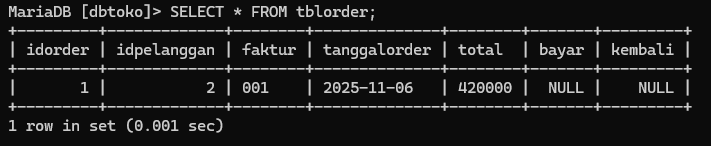 MariaDB [dbtoko]> SELECT * FROM tblorder;
+---------+-------------+--------+--------------+--------+-------+---------+
| idorder | idpelanggan | faktur | tanggalorder | total  | bayar | kembali |
+---------+-------------+--------+--------------+--------+-------+---------+
|       1 |           2 | 001    | 2025-11-06   | 420000 |  NULL |    NULL |
+---------+-------------+--------+--------------+--------+-------+---------+
1 row in set (0.001 sec)